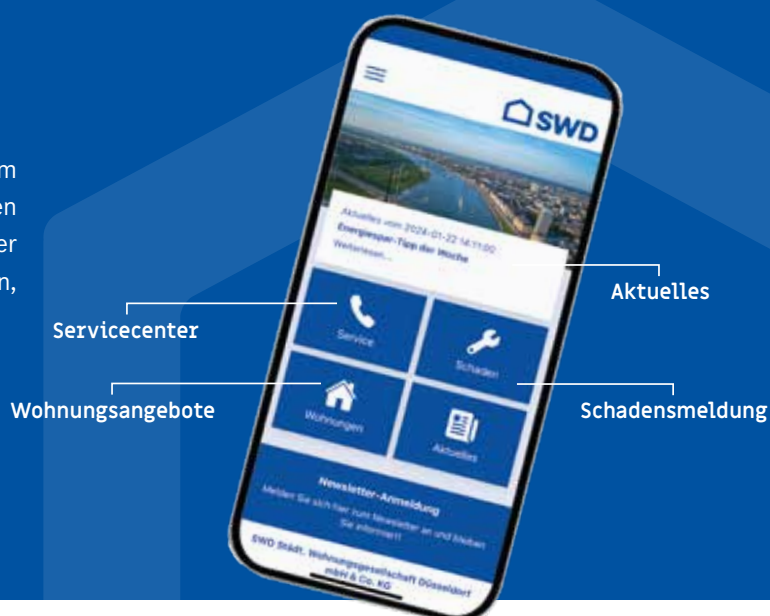 m
en
er
n,
SWD
Aktuelles vom 2024-01-22 14:11:00
Energiespar-Tipp der Woche
Weiterlesen...
Aktuelles
Servicecenter
Service
Schaden
Wohnungsangebote
Schadensmeldung
Wohnungen
Aktuelles
Newsletter-Anmeldung
Melden Sie sich hier zum Newsletter an und bleiben
Sie informiert!
SWD Städt. Wohnungsgesellschaft Düsseldorf
mbH & Co. KG